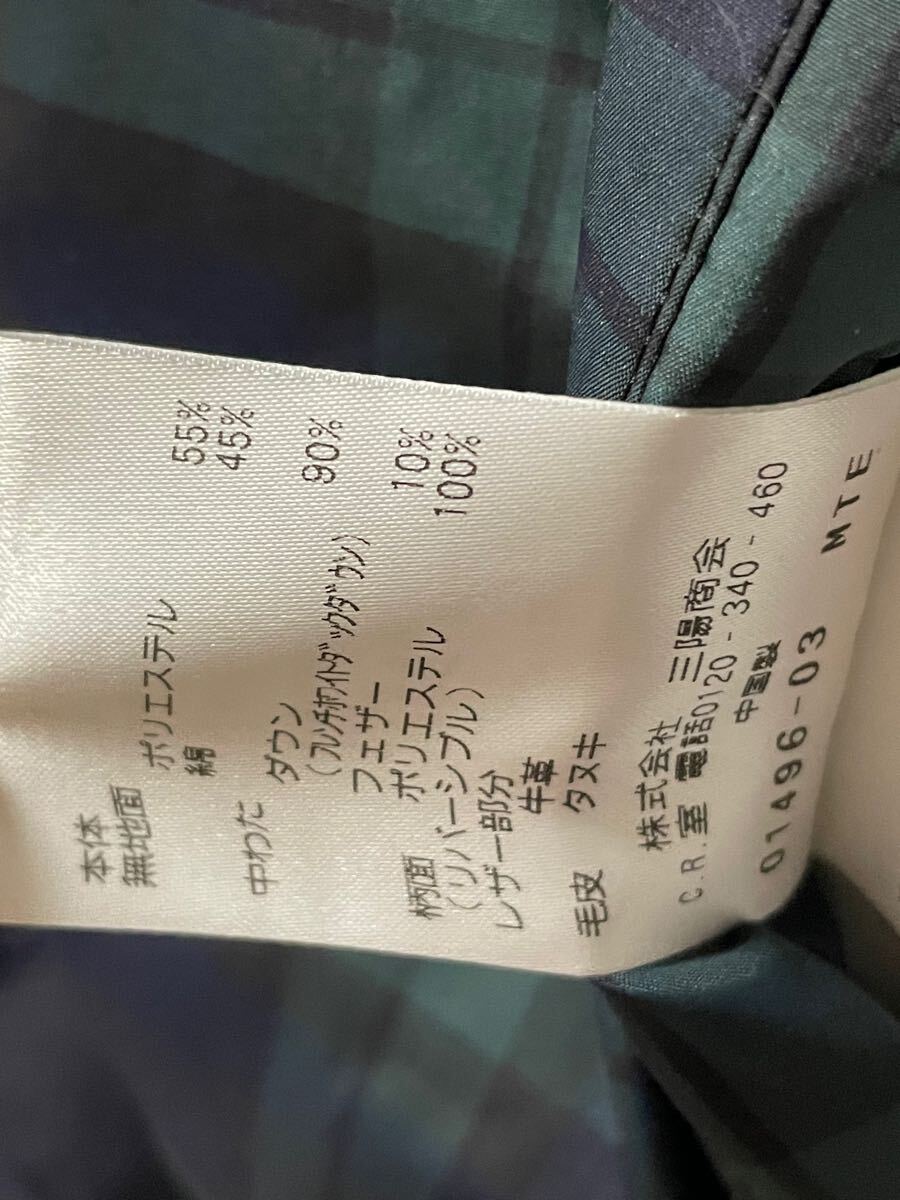 本体
無地面 ポリエステル 55%
綿 45%
中わた ダウン 90%
(フレンチホワイトダックダウン)
フェザー 10%
柄面 ポリエステル 100%
(リバーシブル)
レザー部分
牛革
毛皮 タヌキ
株式会社 三陽商会
C.R.室 電話0120-340-460
中国製
01496-03 MTE